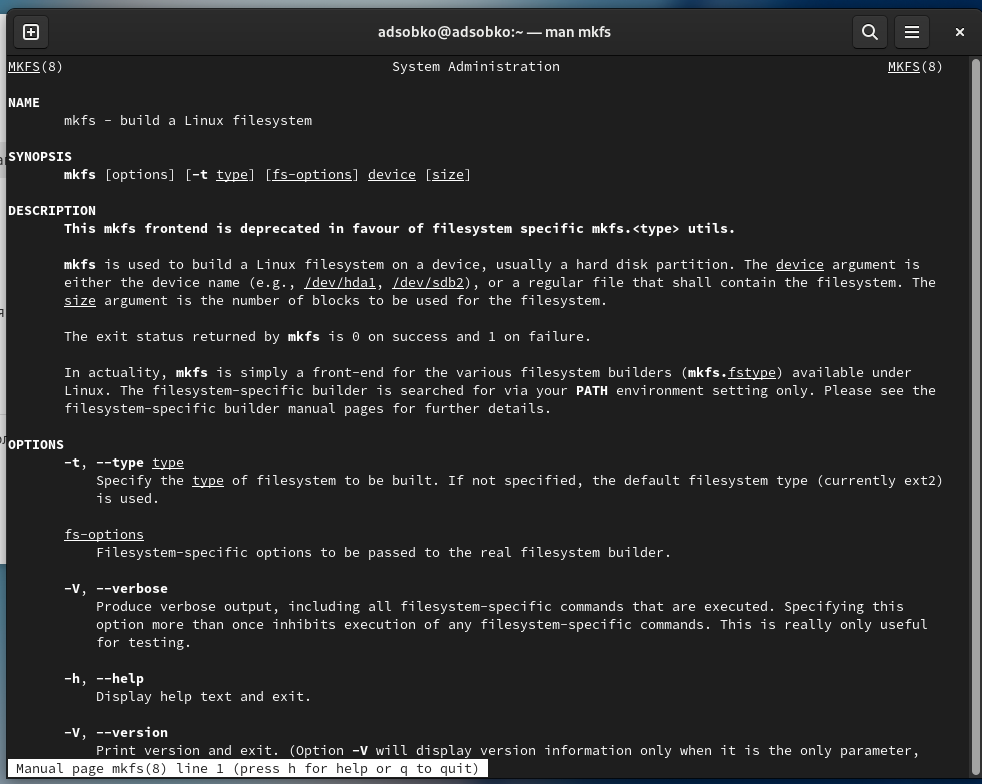 adsobko@adsobko:~ — man mkfs
MKFS(8) System Administration MKFS(8)
NAME
mkfs - build a Linux filesystem
SYNOPSIS
mkfs [options] [-t type] [fs-options] device [size]
DESCRIPTION
This mkfs frontend is deprecated in favour of filesystem specific mkfs.<type> utils.
mkfs is used to build a Linux filesystem on a device, usually a hard disk partition. The device argument is
either the device name (e.g., /dev/hda1, /dev/sdb2), or a regular file that shall contain the filesystem. The
size argument is the number of blocks to be used for the filesystem.
The exit status returned by mkfs is 0 on success and 1 on failure.
In actuality, mkfs is simply a front-end for the various filesystem builders (mkfs.fstype) available under
Linux. The filesystem-specific builder is searched for via your PATH environment setting only. Please see the
filesystem-specific builder manual pages for further details.
OPTIONS
-t, --type type
Specify the type of filesystem to be built. If not specified, the default filesystem type (currently ext2)
is used.
fs-options
Filesystem-specific options to be passed to the real filesystem builder.
-V, --verbose
Produce verbose output, including all filesystem-specific commands that are executed. Specifying this
option more than once inhibits execution of any filesystem-specific commands. This is really only useful
for testing.
-h, --help
Display help text and exit.
-V, --version
Print version and exit. (Option -V will display version information only when it is the only parameter,
Manual page mkfs(8) line 1 (press h for help or q to quit)